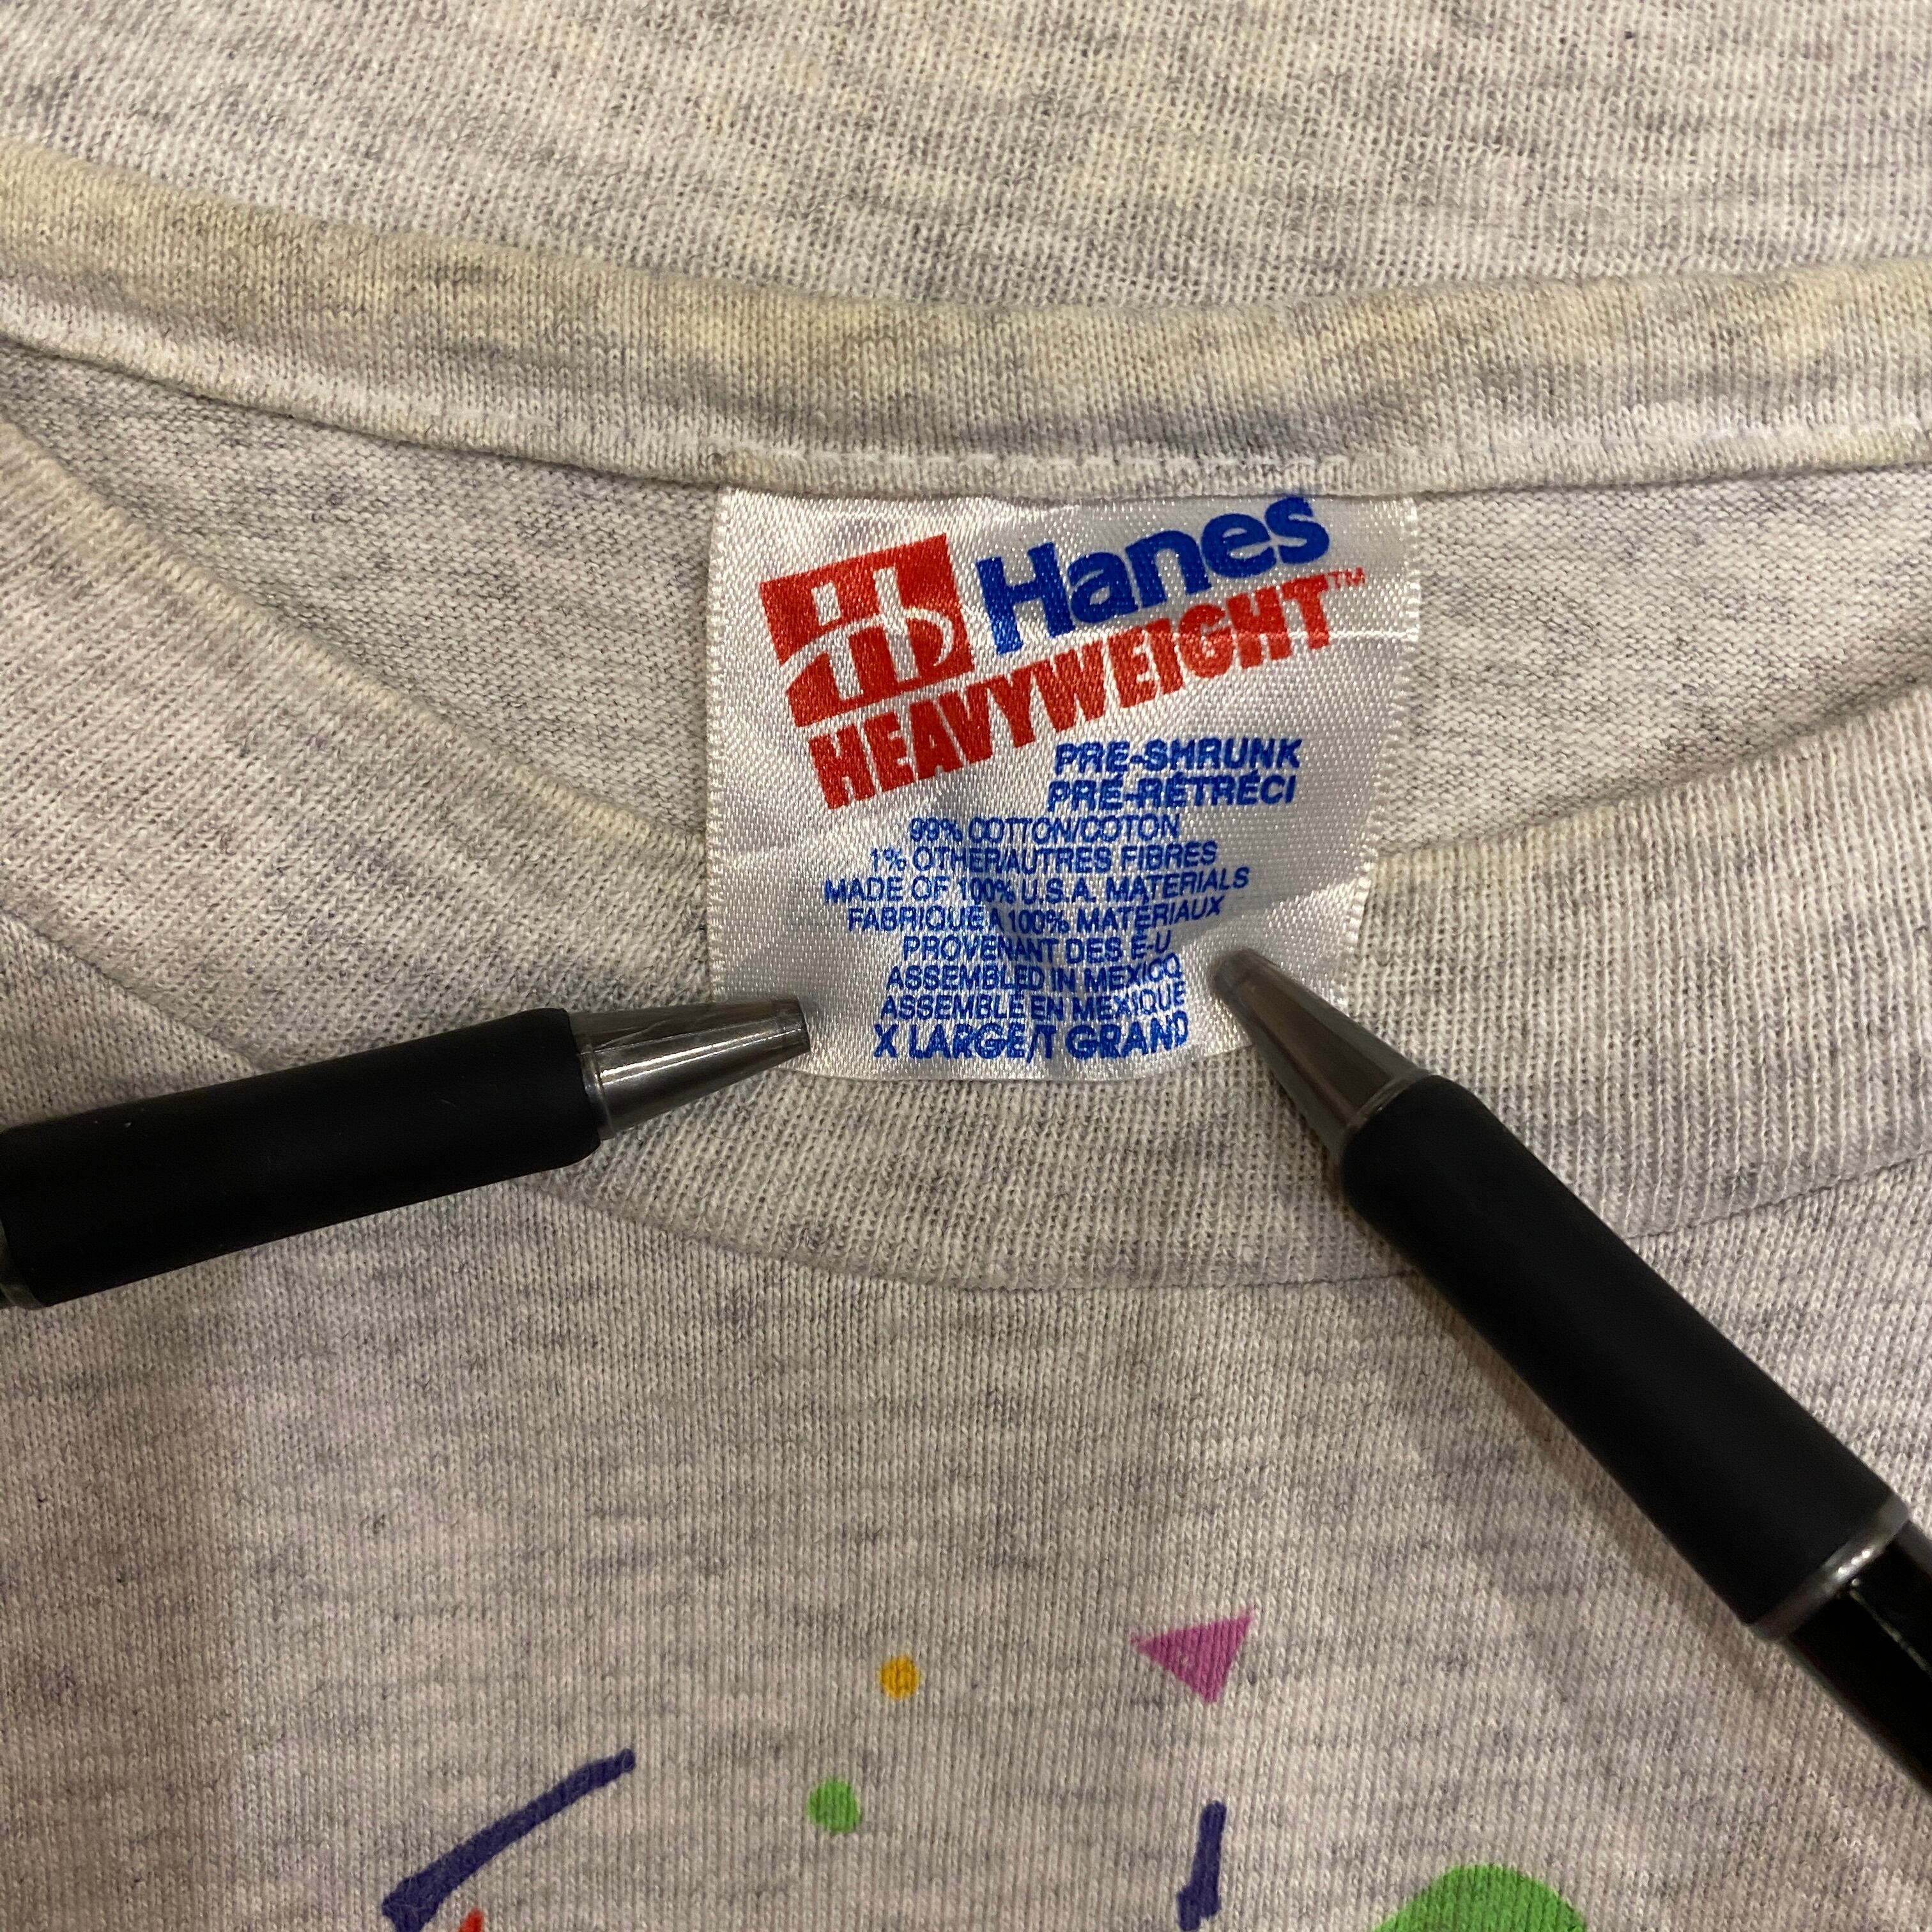 Hanes
HEAVYWEIGHT™
PRE-SHRUNK
PRÉ-RÉTRÉCI
99% COTTON/COTON
1% OTHER/AUTRES FIBRES
MADE OF 100% U.S.A. MATERIALS
FABRIQUÉ À 100% MATÉRIAUX
PROVENANT DES É-U
ASSEMBLED IN MEXICO
ASSEMBLÉ EN MEXIQUE
X LARGE/T GRAND